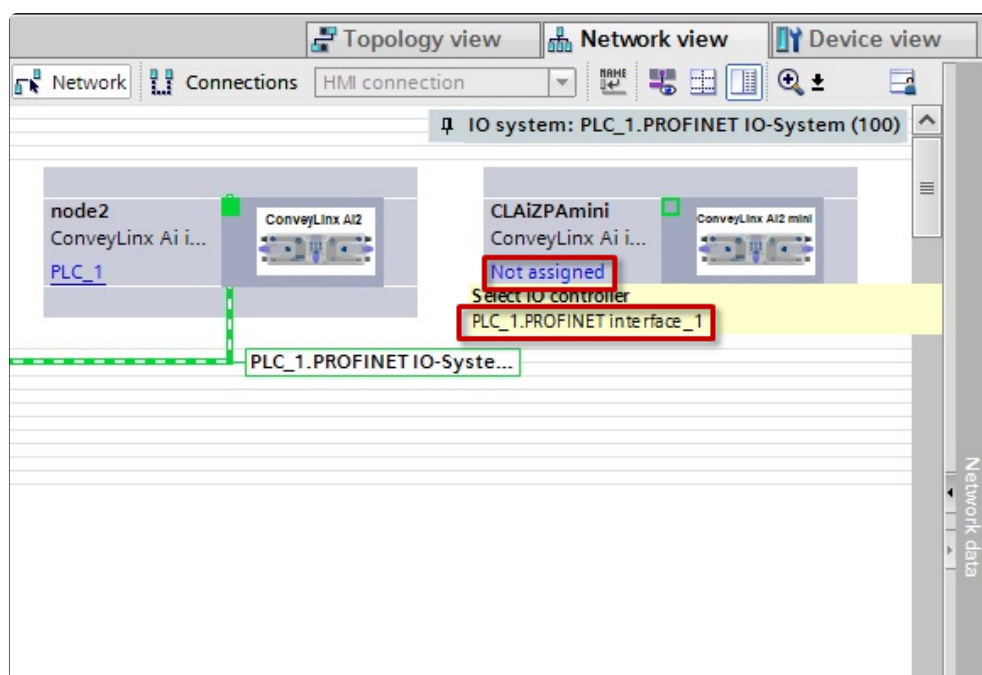 Topology view
Network view
Device view
Network
Connections
HMI connection
NAME
IO system: PLC_1.PROFINET IO-System (100)
node2
ConveyLinx Ai i...
PLC_1
ConveyLinx AI2
CLAiZPAmini
ConveyLinx Ai i...
Not assigned
ConveyLinx AI2 mini
Select IO controller
PLC_1.PROFINET interface_1
PLC_1.PROFINET IO-Syste...
Network data